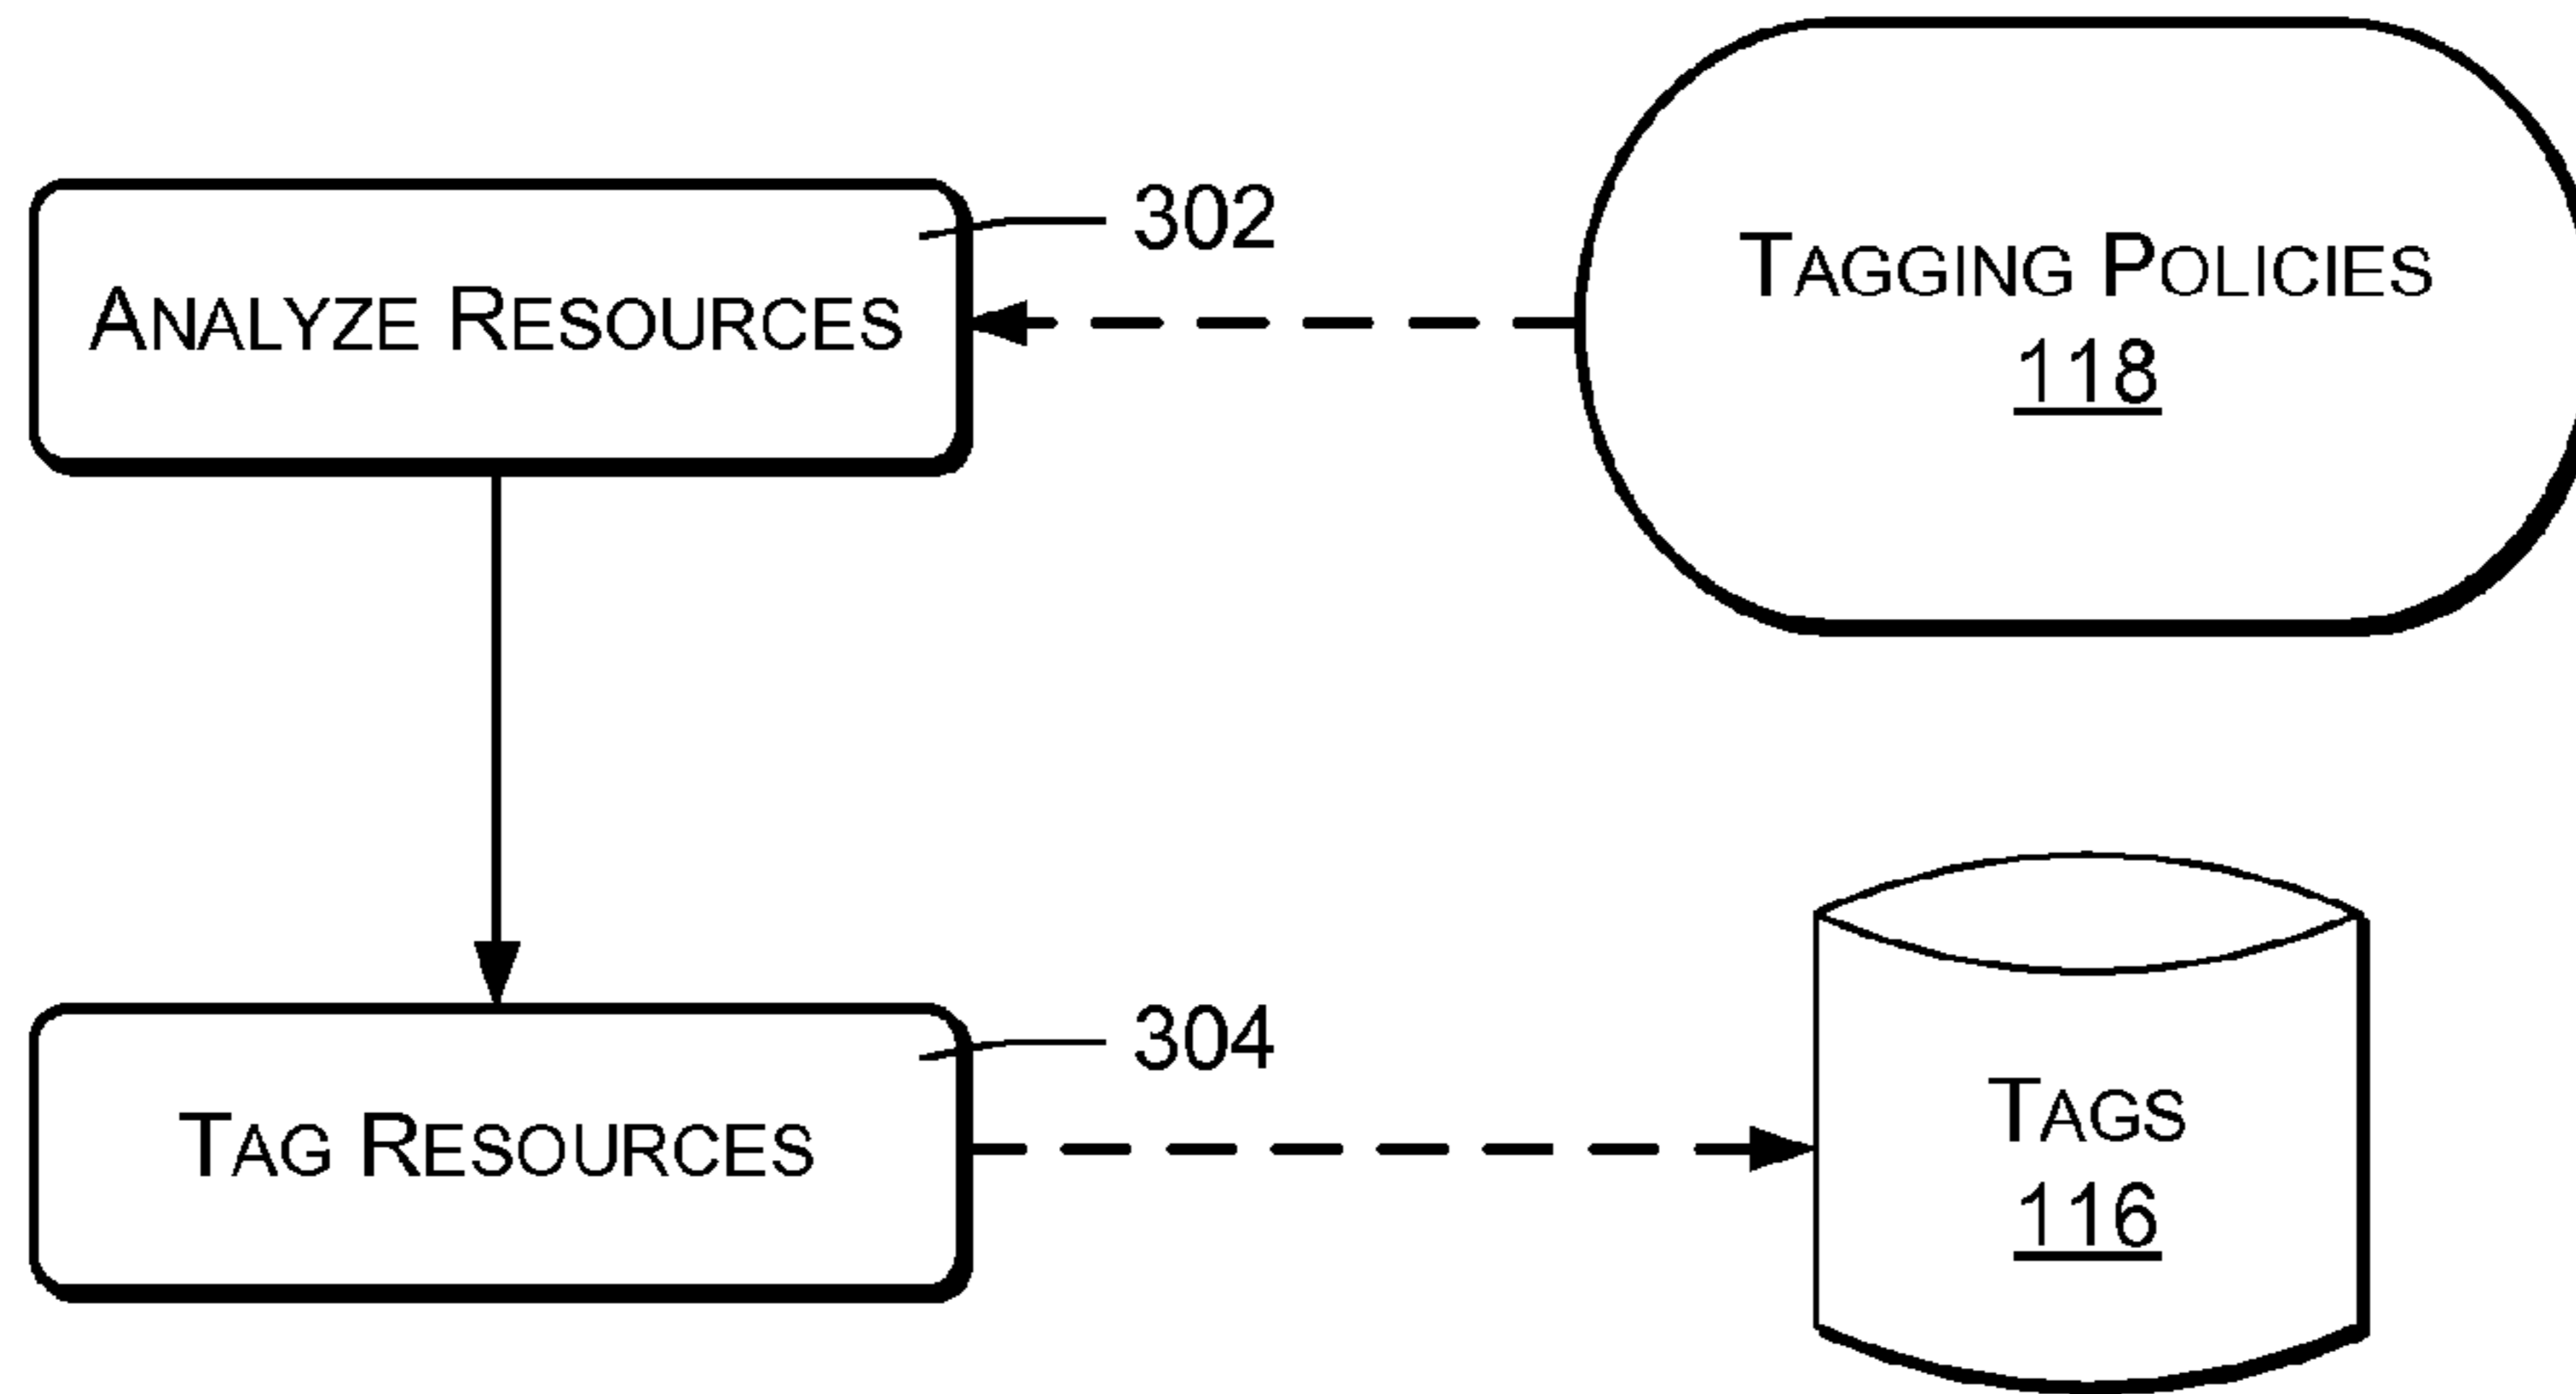 302
ANALYZE RESOURCES
TAGGING POLICIES
118
304
TAG RESOURCES
TAGS
116